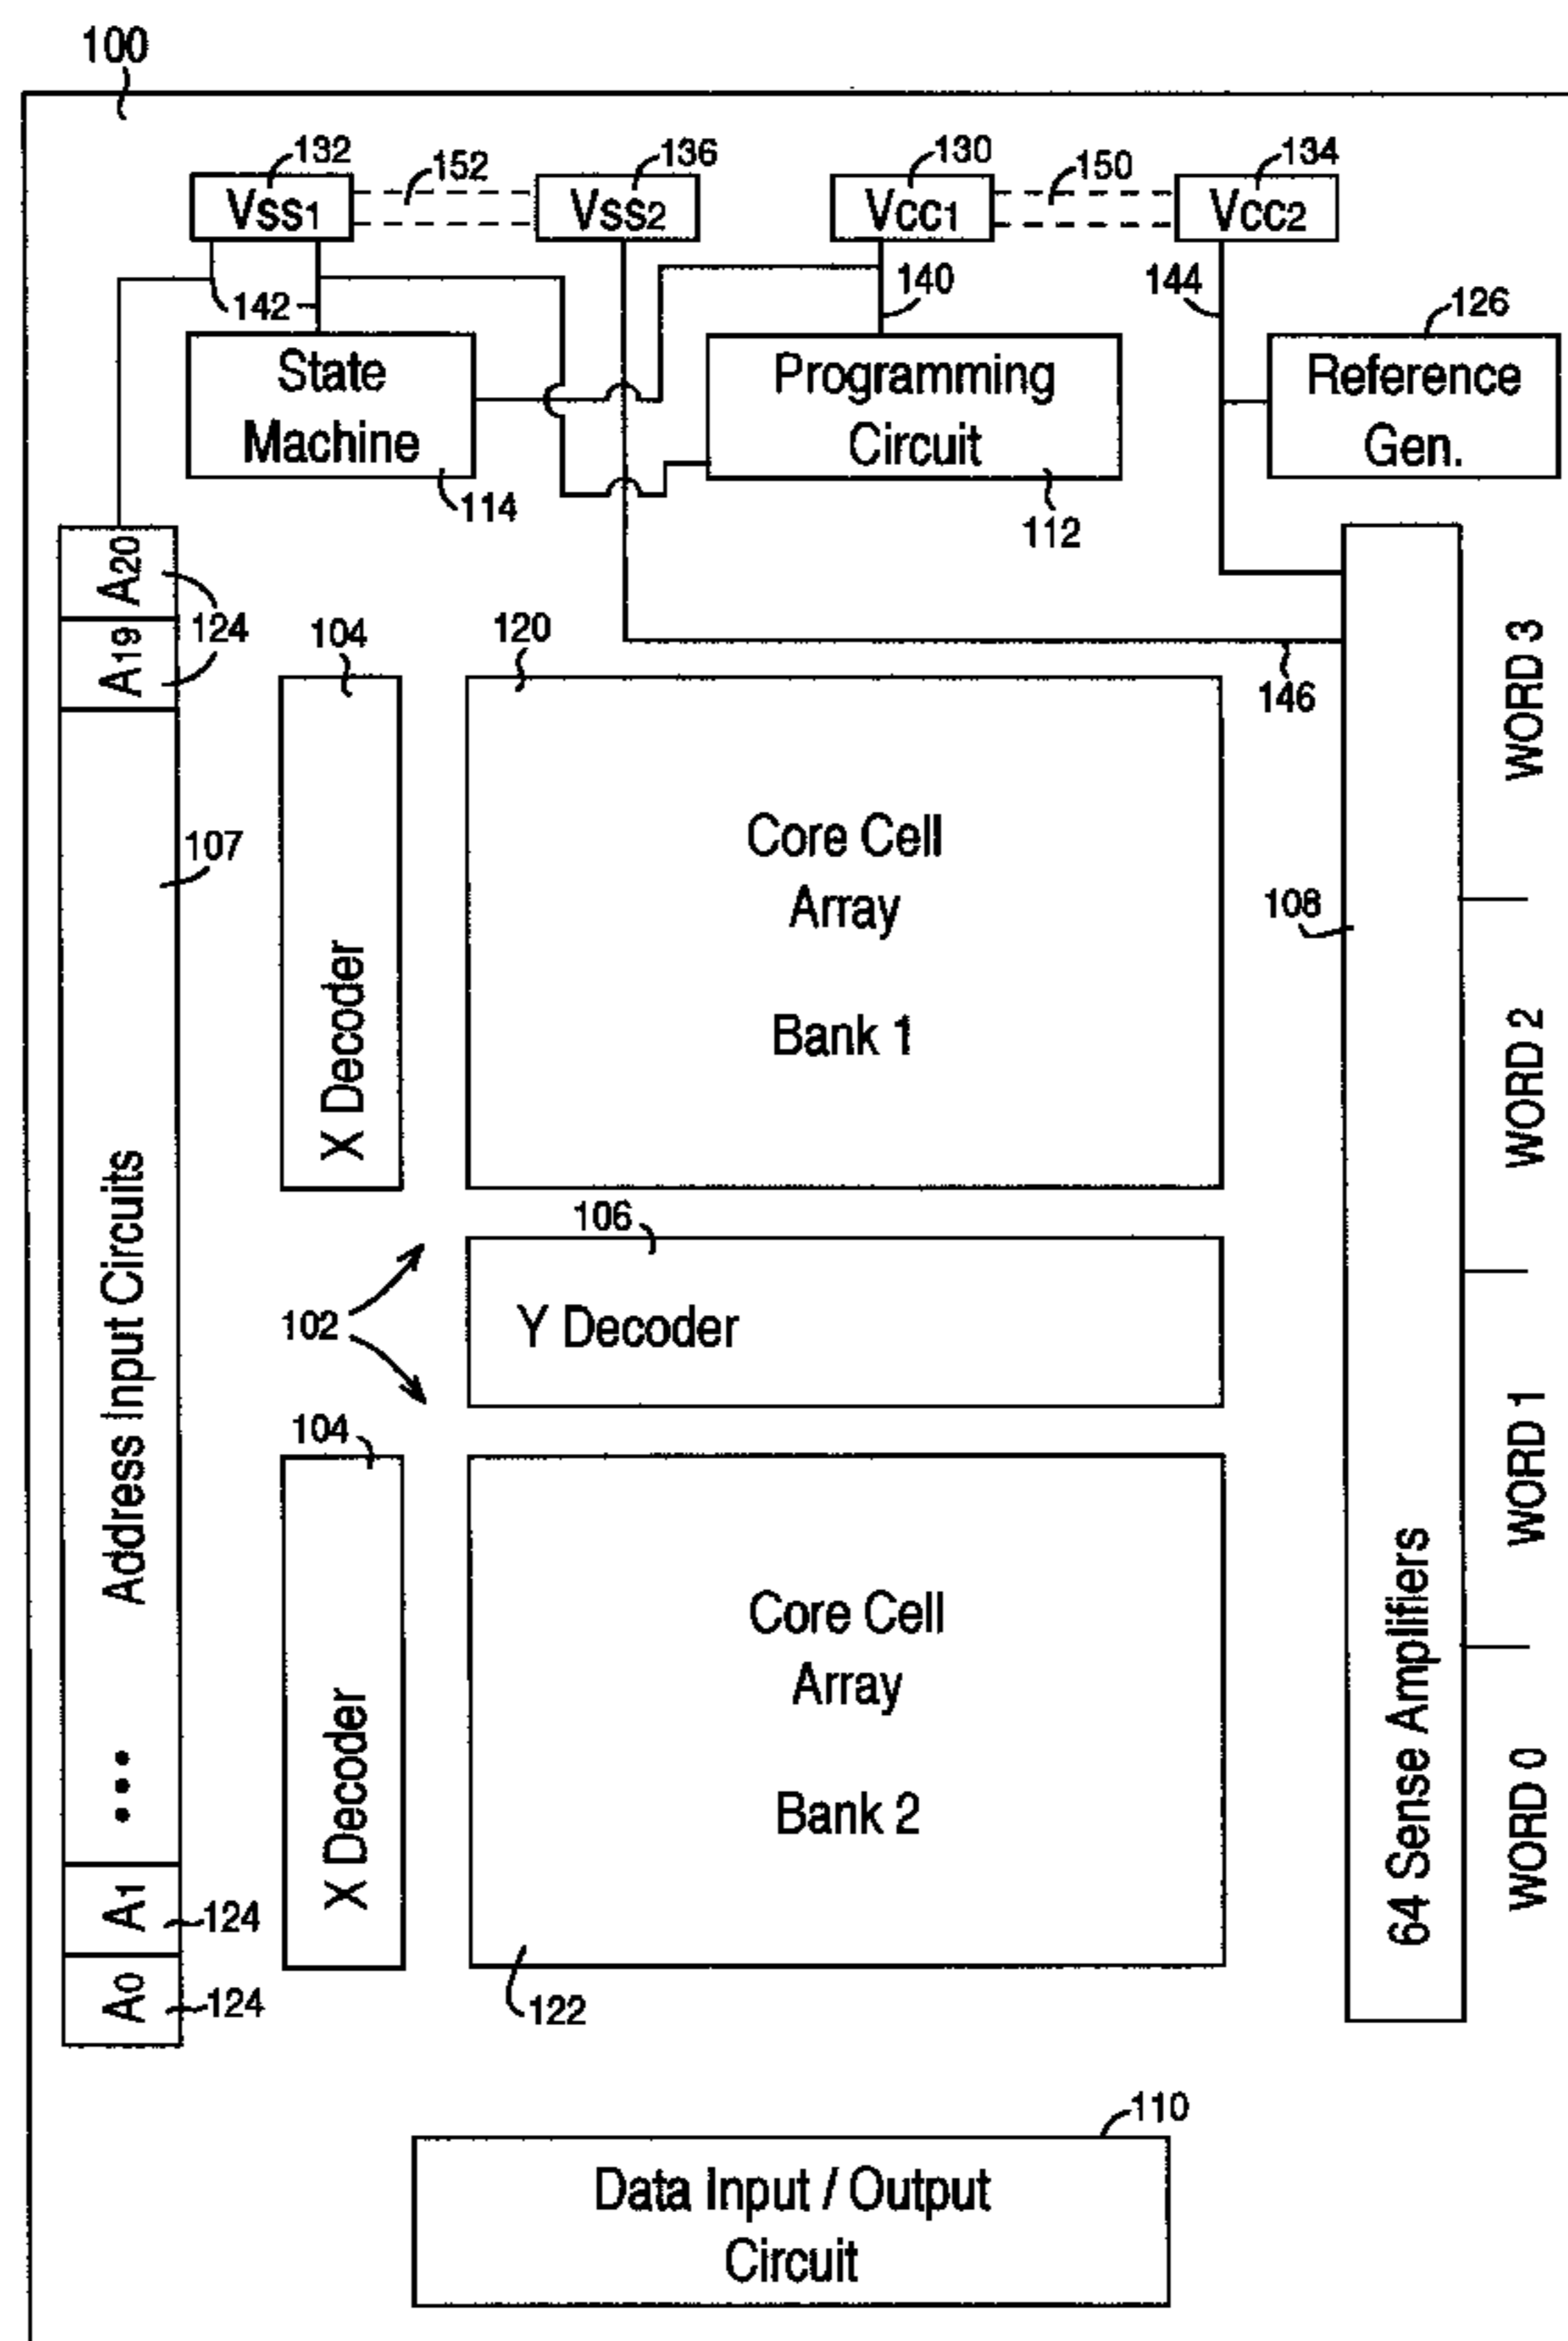 100
132
152
136
130
150
134
VSS1
VSS2
VCC1
VCC2
142
140
144
126
State
Machine
Programming
Circuit
Reference
Gen.
114
112
A20
A19
124
104
120
146
WORD 3
107
108
Core Cell
Array
Bank 1
X Decoder
WORD 2
Address Input Circuits
106
102
Y Decoder
WORD 1
104
Core Cell
Array
Bank 2
X Decoder
64 Sense Amplifiers
WORD 0
A1
124
A0
124
122
110
Data Input / Output
Circuit